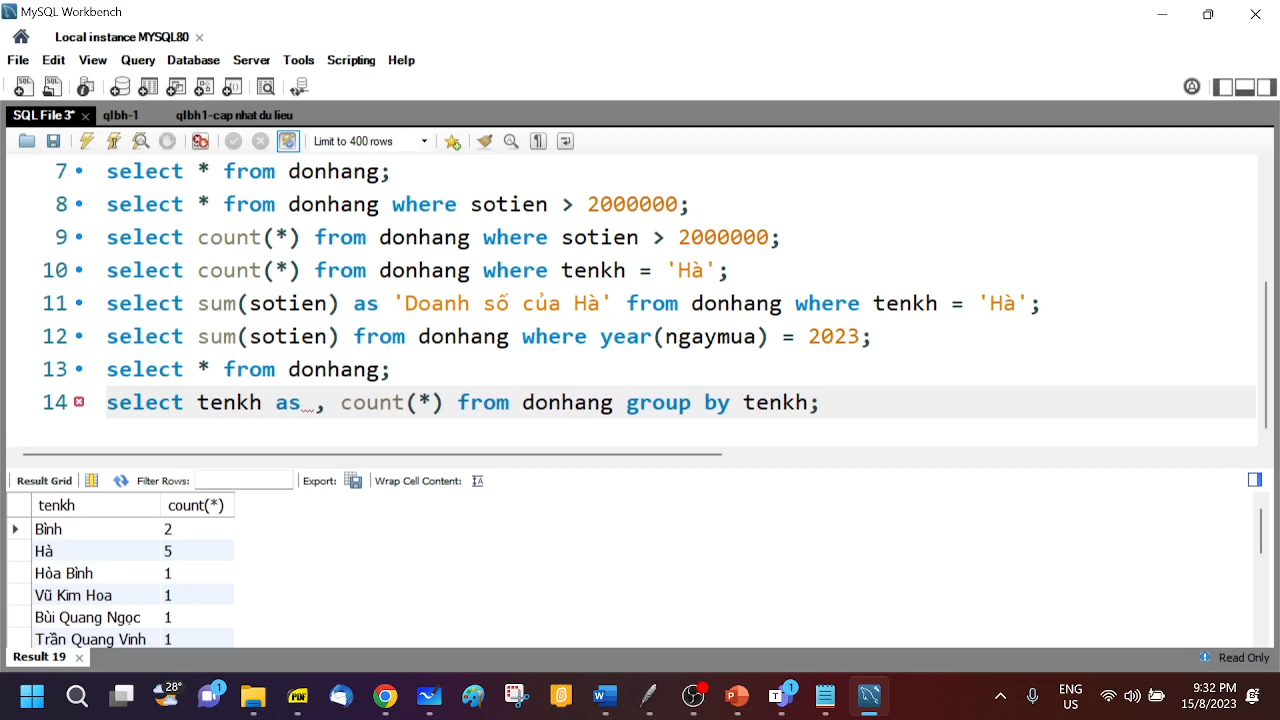 MySQL Workbench
Local instance MYSQL80
File Edit View Query Database Server Tools Scripting Help
SQL File 3* qlbh-1 qlbh1-cap nhat du lieu
Limit to 400 rows
7 select * from donhang;
8 select * from donhang where sotien > 2000000;
9 select count(*) from donhang where sotien > 2000000;
10 select count(*) from donhang where tenkh = 'Hà';
11 select sum(sotien) as 'Doanh số của Hà' from donhang where tenkh = 'Hà';
12 select sum(sotien) from donhang where year(ngaymua) = 2023;
13 select * from donhang;
14 select tenkh as , count(*) from donhang group by tenkh;
Result Grid Filter Rows: Export: Wrap Cell Content:
tenkh count(*)
Bình 2
Hà 5
Hòa Bình 1
Vũ Kim Hoa 1
Bùi Quang Ngọc 1
Trần Quang Vinh 1
Result 19 Read Only
28° 1 PDF 1 ENG 9:32 PM
US 15/8/2023